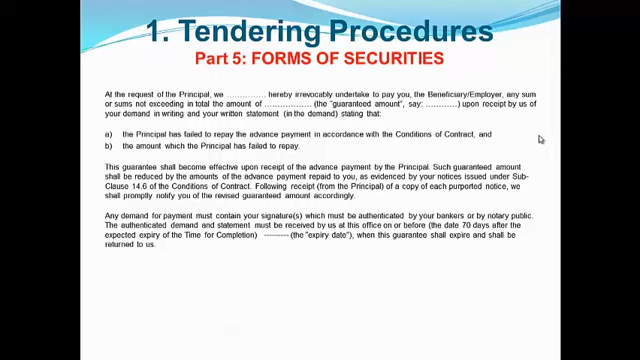 1. Tendering Procedures
Part 5: FORMS OF SECURITIES
At the request of the Principal, we ………….. hereby irrevocably undertake to pay you, the Beneficiary/Employer, any sum
or sums not exceeding in total the amount of ……………… (the "guaranteed amount", say: …………) upon receipt by us of
your demand in writing and your written statement (in the demand) stating that:
a) the Principal has failed to repay the advance payment in accordance with the Conditions of Contract, and
b) the amount which the Principal has failed to repay.
This guarantee shall become effective upon receipt of the advance payment by the Principal. Such guaranteed amount
shall be reduced by the amounts of the advance payment repaid to you, as evidenced by your notices issued under Sub-
Clause 14.6 of the Conditions of Contract. Following receipt (from the Principal) of a copy of each purported notice, we
shall promptly notify you of the revised guaranteed amount accordingly.
Any demand for payment must contain your signature(s) which must be authenticated by your bankers or by notary public.
The authenticated demand and statement must be received by us at this office on or before (the date 70 days after the
expected expiry of the Time for Completion) --------- (the "expiry date"), when this guarantee shall expire and shall be
returned to us.